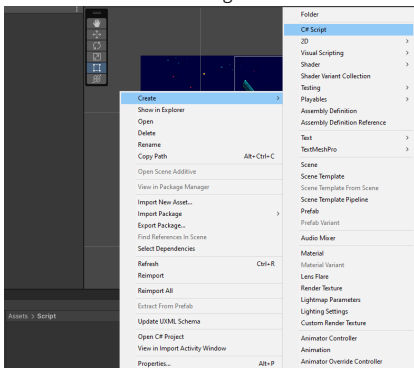 Create
Show in Explorer
Open
Delete
Rename
Copy Path Alt+Ctrl+C
Open Scene Additive
View in Package Manager
Import New Asset...
Import Package
Export Package...
Find References In Scene
Select Dependencies
Refresh Ctrl+R
Reimport
Reimport All
Extract From Prefab
Update UXML Schema
Open C# Project
View in Import Activity Window
Properties... Alt+P
Folder
C# Script
2D
Visual Scripting
Shader
Shader Variant Collection
Testing
Playables
Assembly Definition
Assembly Definition Reference
Text
TextMeshPro
Scene
Scene Template
Scene Template From Scene
Scene Template Pipeline
Prefab
Prefab Variant
Audio Mixer
Material
Material Variant
Lens Flare
Render Texture
Lightmap Parameters
Lighting Settings
Custom Render Texture
Animator Controller
Animation
Animator Override Controller
Assets > Script